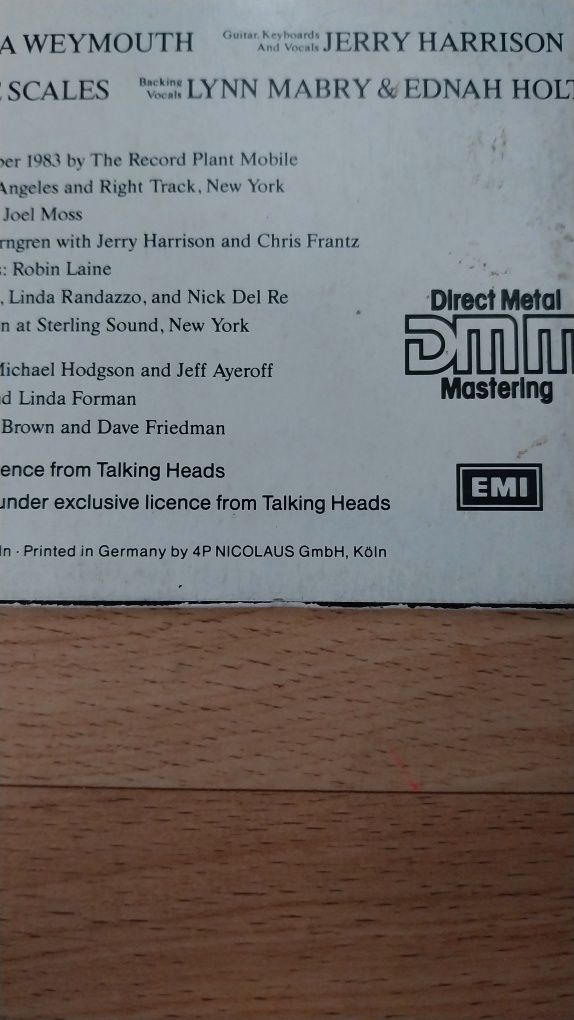 A WEYMOUTH Guitar, Keyboards And Vocals JERRY HARRISON
SCALES Backing Vocals LYNN MABRY & EDNAH HOLT
ber 1983 by The Record Plant Mobile
Angeles and Right Track, New York
Joel Moss
rngren with Jerry Harrison and Chris Frantz
s: Robin Laine
, Linda Randazzo, and Nick Del Re
n at Sterling Sound, New York
Direct Metal
DMM
Mastering
Michael Hodgson and Jeff Ayeroff
d Linda Forman
Brown and Dave Friedman
ence from Talking Heads
under exclusive licence from Talking Heads
EMI
ln · Printed in Germany by 4P NICOLAUS GmbH, Köln